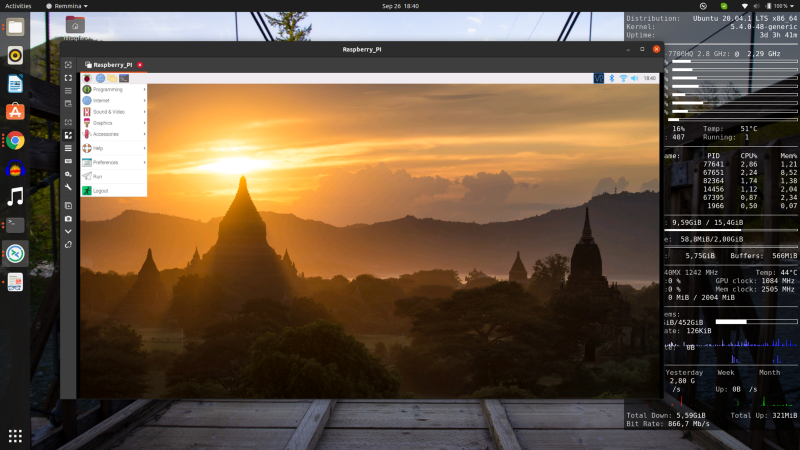 Activities
Remmina
Sep 26 18:40
100 %
Raspberry_PI
Raspberry_PI
18:40
Programming
Internet
Sound & Video
Graphics
Accessories
Help
Preferences
Run
Logout
Distribution: Ubuntu 20.04.1 LTS x86_64
Kernel: 5.4.0-48-generic
Uptime: 3d 3h 41m
-7700HQ 2.8 GHz: @ 2,29 GHz
16% Temp: 51°C
: 407 Running: 1
ame: PID CPU% Mem%
77641 2,86 1,21
67651 2,24 8,52
82364 1,74 1,38
14456 1,12 2,04
67395 0,87 2,34
1966 0,50 0,07
: 9,59GiB / 15,4GiB
e: 58,8MiB/2,00GiB
: 5,75GiB Buffers: 566MiB
40MX 1242 MHz Temp: 44°C
:0 % GPU clock: 1084 MHz
:0 % Mem clock: 2505 MHz
0 MiB / 2004 MiB
ems:
iB/452GiB
ate: 126KiB
0B
Yesterday Week Month
2,80 G
/s Up: 0B /s
Total Down: 5,59GiB Total Up: 321MiB
Bit Rate: 866,7 Mb/s